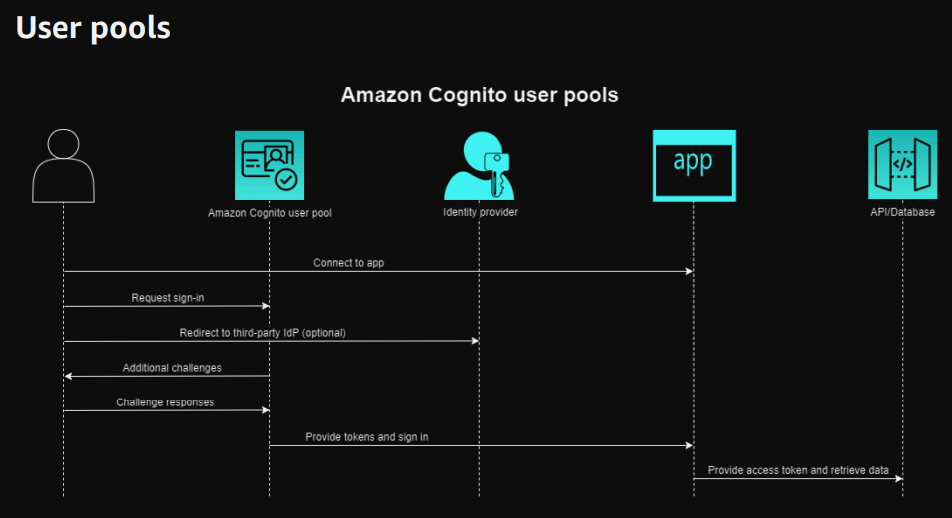 User pools
Amazon Cognito user pools
app
</>
Amazon Cognito user pool
Identity provider
API/Database
Connect to app
Request sign-in
Redirect to third-party IdP (optional)
Additional challenges
Challenge responses
Provide tokens and sign in
Provide access token and retrieve data